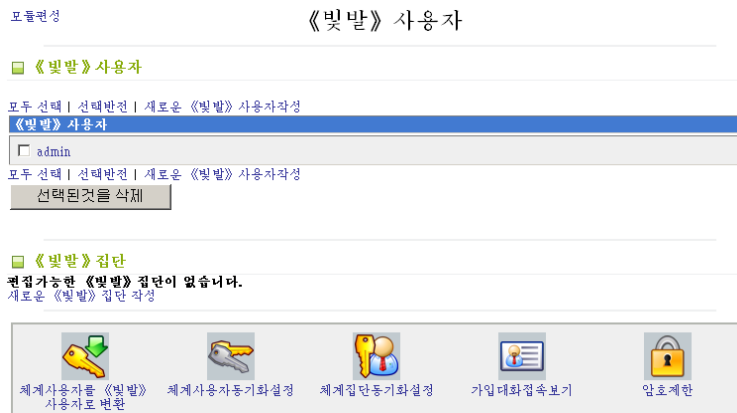 모듈편성
《빛발》 사용자
《빛발》사용자
모두 선택 | 선택반전 | 새로운 《빛발》 사용자작성
《빛발》 사용자
admin
모두 선택 | 선택반전 | 새로운 《빛발》 사용자작성
선택된것을 삭제
《빛발》집단
편집가능한 《빛발》 집단이 없습니다.
새로운 《빛발》 집단 작성
체계사용자를 《빛발》 사용자로 변환
체계사용자동기화설정
체계집단동기화설정
가입대화접속보기
암호제한